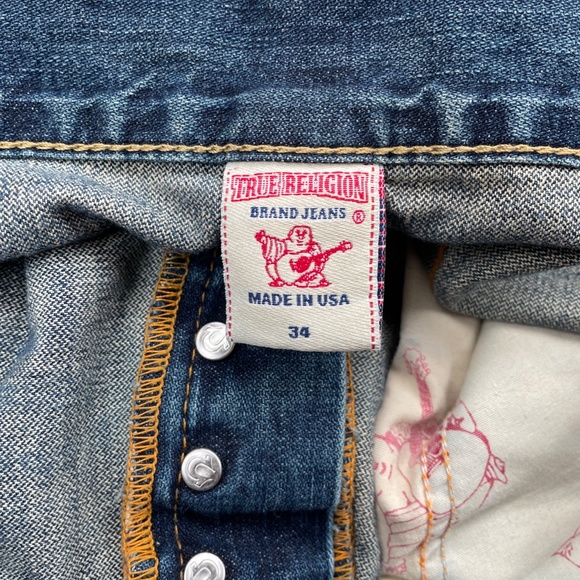 TRUE RELIGION
BRAND JEANS ®
MADE IN USA
34